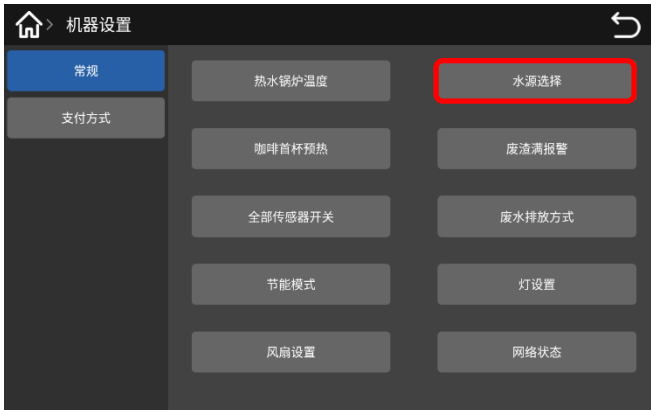 机器设置
常规
支付方式
热水锅炉温度
水源选择
咖啡首杯预热
废渣满报警
全部传感器开关
废水排放方式
节能模式
灯设置
风扇设置
网络状态